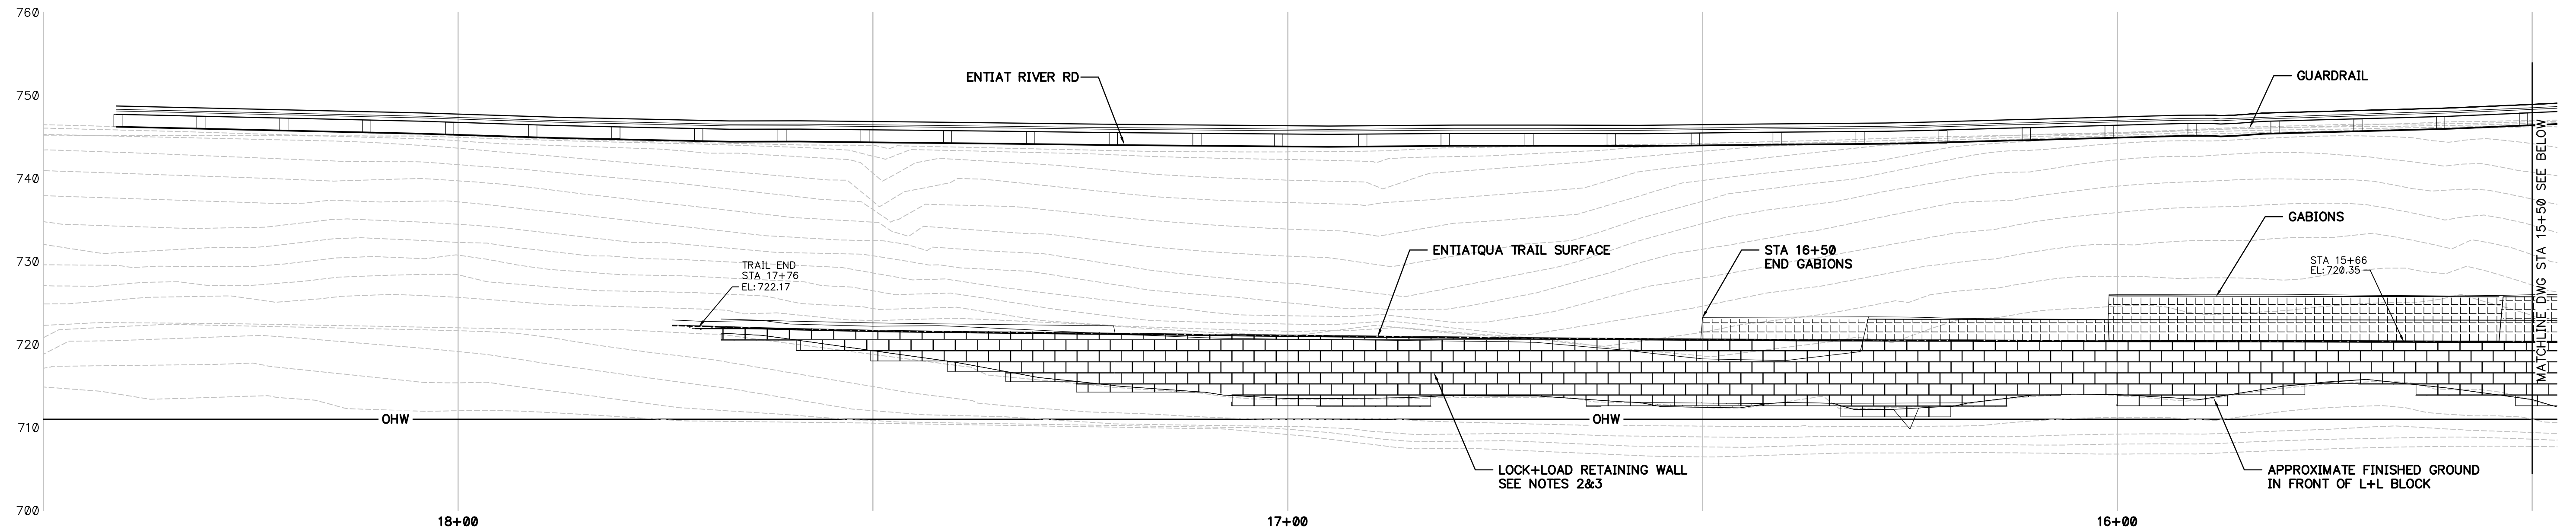 760
750
740
730
720
710
700
ENTIAT RIVER RD
GUARDRAIL
MATCHLINE DWG STA 15+50 SEE BELOW
GABIONS
ENTIATQUA TRAIL SURFACE
STA 16+50
END GABIONS
STA 15+66
EL: 720.35
TRAIL END
STA 17+76
EL: 722.17
OHW
OHW
LOCK+LOAD RETAINING WALL
SEE NOTES 2&3
APPROXIMATE FINISHED GROUND
IN FRONT OF L+L BLOCK
18+00
17+00
16+00